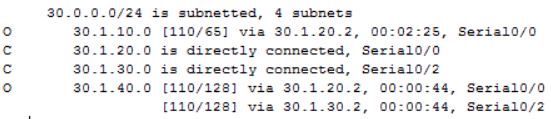 30.0.0.0/24 is subnetted, 4 subnets
O 30.1.10.0 [110/65] via 30.1.20.2, 00:02:25, Serial0/0
C 30.1.20.0 is directly connected, Serial0/0
C 30.1.30.0 is directly connected, Serial0/2
O 30.1.40.0 [110/128] via 30.1.20.2, 00:00:44, Serial0/0
[110/128] via 30.1.30.2, 00:00:44, Serial0/2